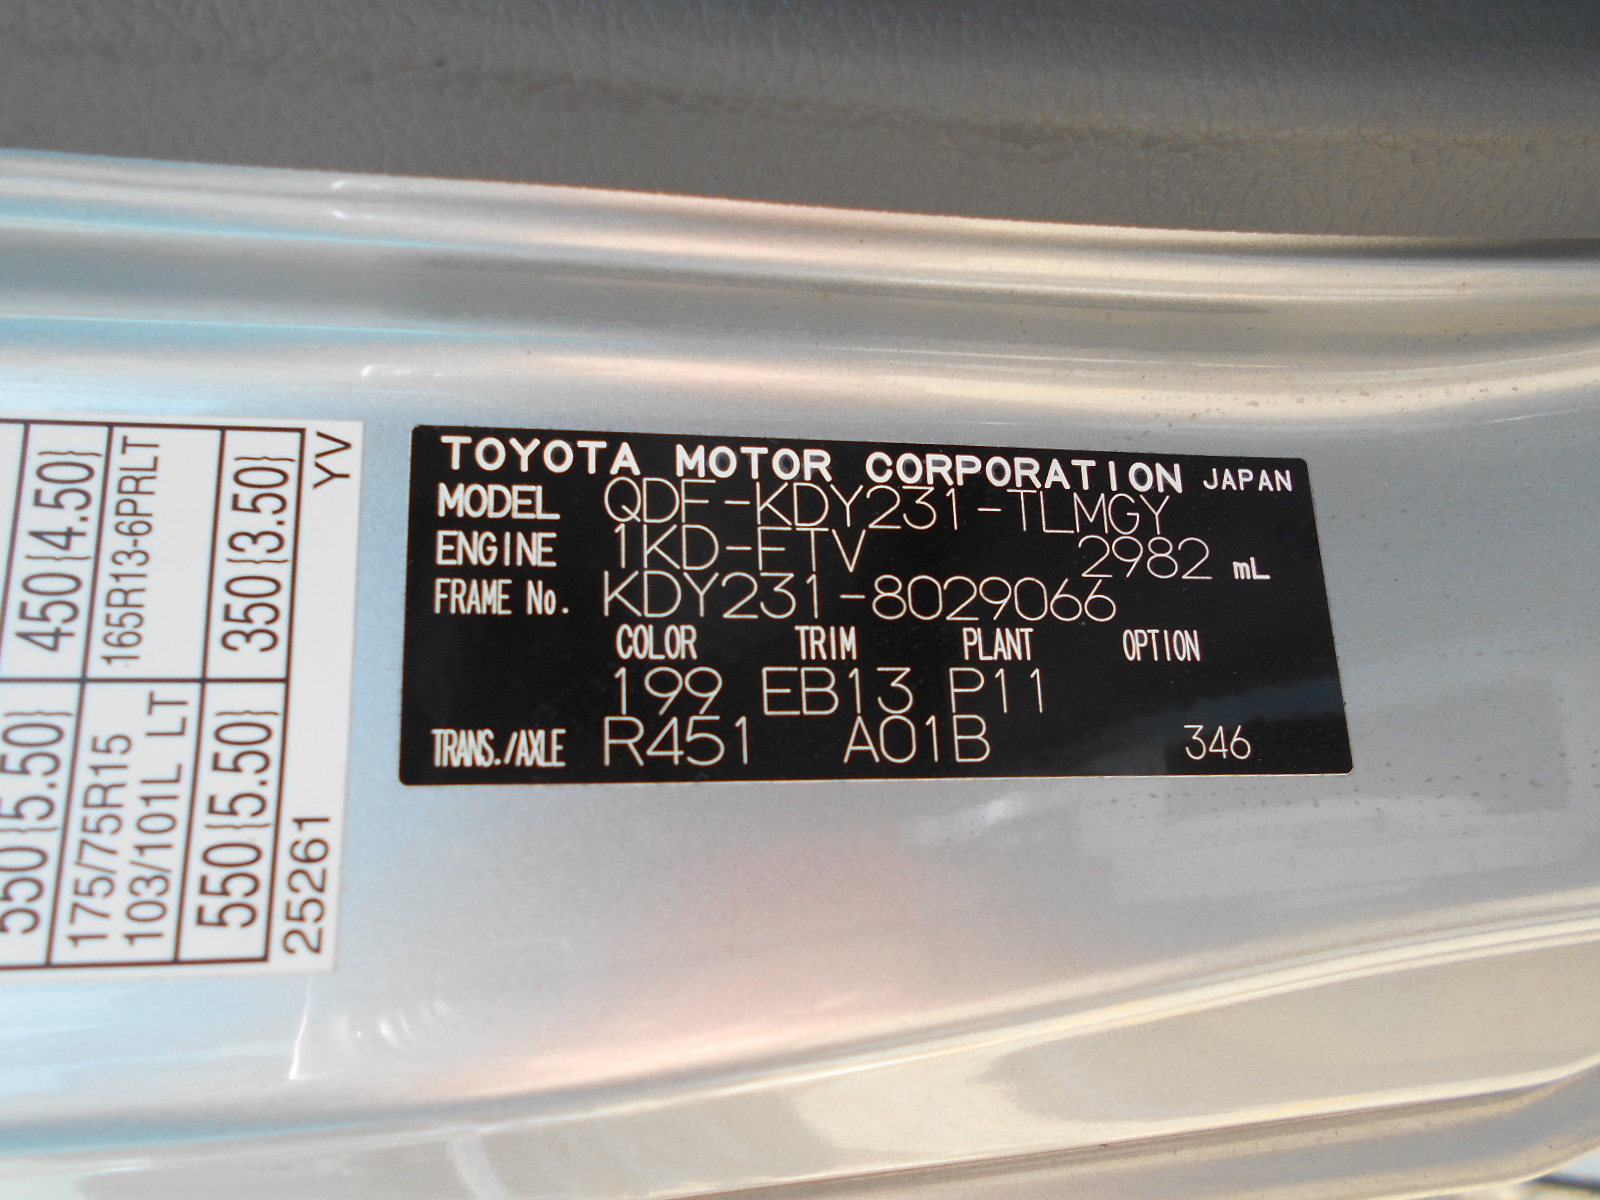 TOYOTA MOTOR CORPORATION JAPAN
MODEL QDF-KDY231-TLMGY
ENGINE 1KD-FTV 2982 mL
FRAME No. KDY231-8029066
COLOR TRIM PLANT OPTION
199 EB13 P11
TRANS./AXLE R451 A01B 346
550{5.50} 450{4.50}
175/75R15 165R13-6PRLT
103/101L LT
550{5.50} 350{3.50}
25261 YV